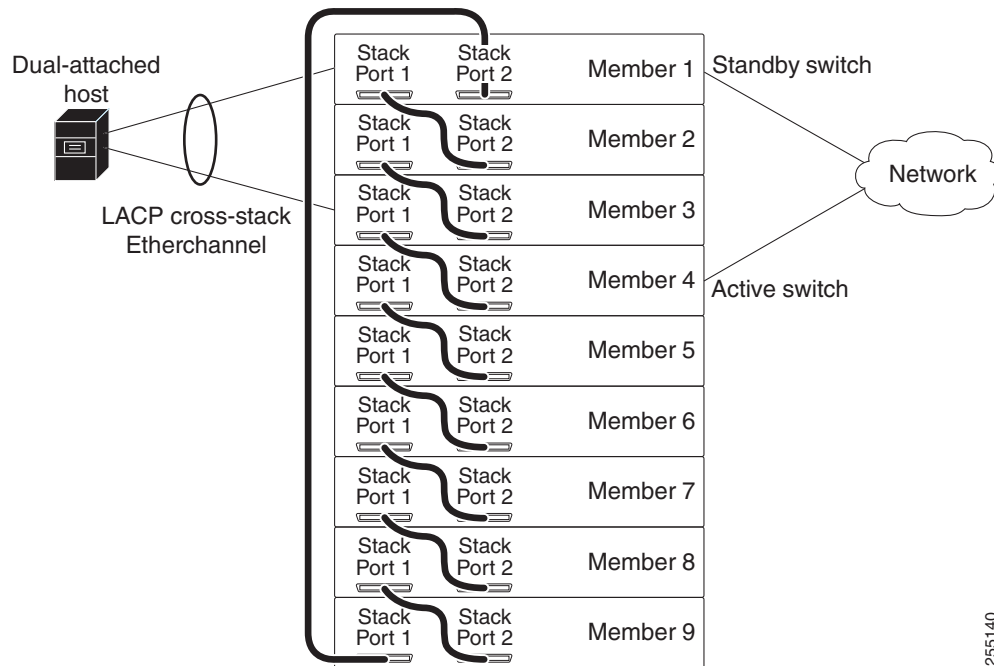 Dual-attached
host
LACP cross-stack
Etherchannel
Stack Port 1
Stack Port 2
Member 1
Standby switch
Stack Port 1
Stack Port 2
Member 2
Stack Port 1
Stack Port 2
Member 3
Network
Stack Port 1
Stack Port 2
Member 4
Active switch
Stack Port 1
Stack Port 2
Member 5
Stack Port 1
Stack Port 2
Member 6
Stack Port 1
Stack Port 2
Member 7
Stack Port 1
Stack Port 2
Member 8
Stack Port 1
Stack Port 2
Member 9
255140